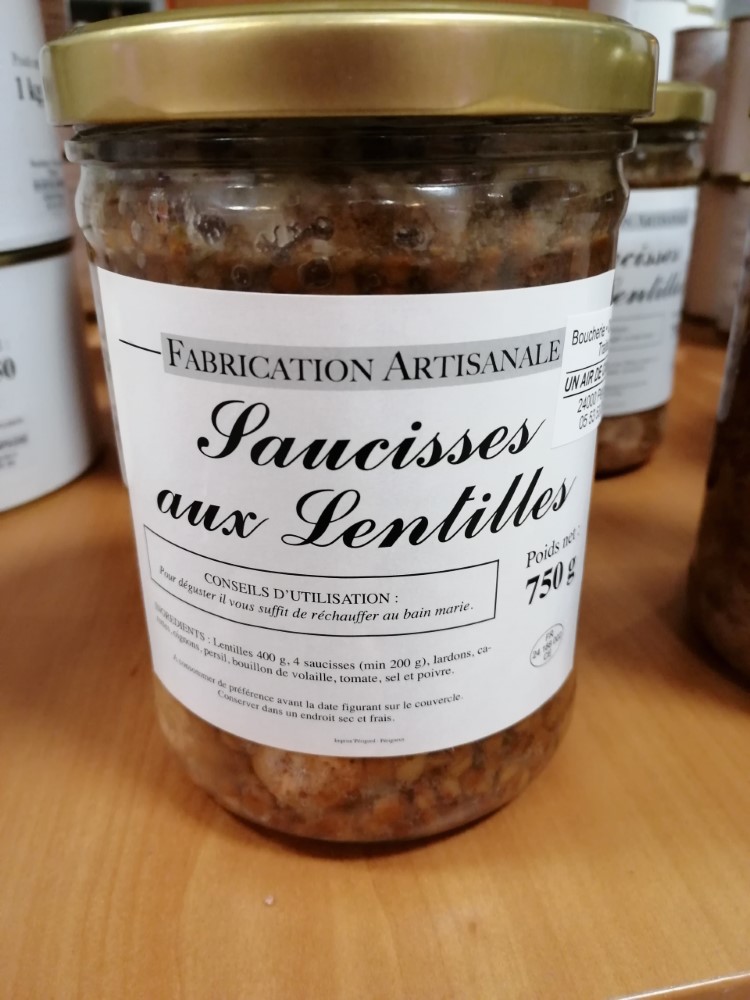 FABRICATION ARTISANALE
Saucisses
aux Lentilles
CONSEILS D'UTILISATION :
Pour déguster il vous suffit de réchauffer au bain marie.
Poids net :
750 g
INGRÉDIENTS : Lentilles 400 g, 4 saucisses (min 200 g), lardons, ca-
rottes, oignons, persil, bouillon de volaille, tomate, sel et poivre.
A consommer de préférence avant la date figurant sur le couvercle.
Conserver dans un endroit sec et frais.
FR
CE
Boucherie
UN AIR DE
24000
05 53